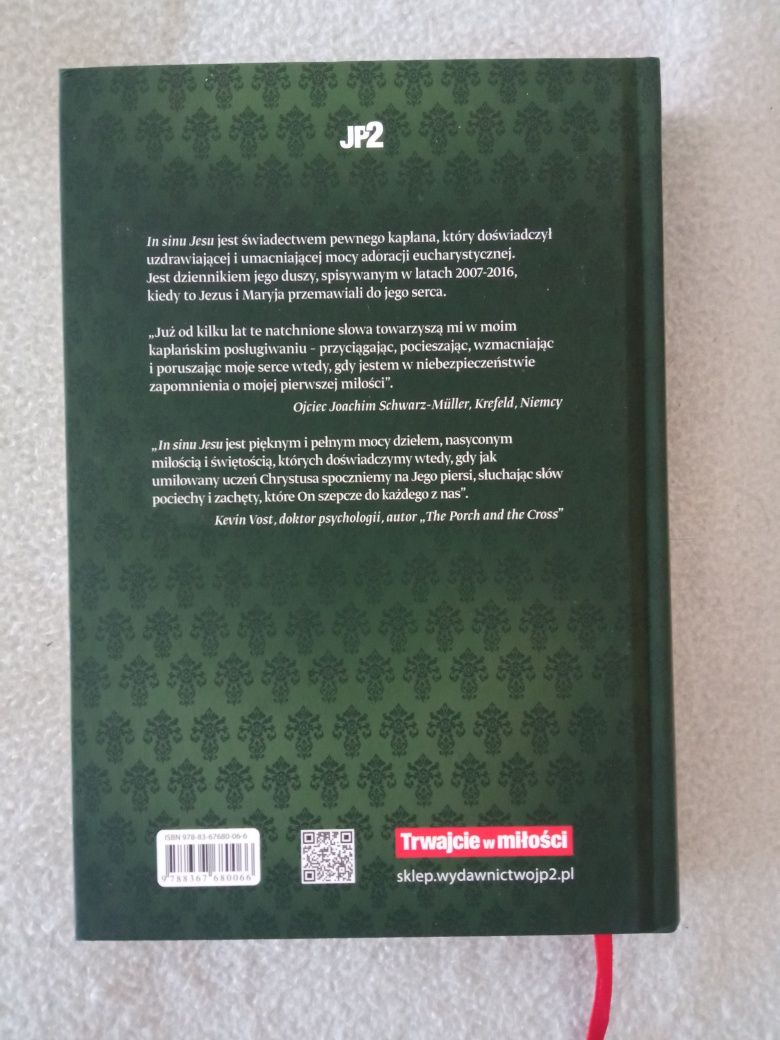 JP2
In sinu Jesu jest świadectwem pewnego kapłana, który doświadczył
uzdrawiającej i umacniającej mocy adoracji eucharystycznej.
Jest dziennikiem jego duszy, spisywanym w latach 2007-2016,
kiedy to Jezus i Maryja przemawiali do jego serca.
„Już od kilku lat te natchnione słowa towarzyszą mi w moim
kapłańskim posługiwaniu – przyciągając, pocieszając, wzmacniając
i poruszając moje serce wtedy, gdy jestem w niebezpieczeństwie
zapomnienia o mojej pierwszej miłości”.
Ojciec Joachim Schwarz-Müller, Krefeld, Niemcy
„In sinu Jesu jest pięknym i pełnym mocy dziełem, nasyconym
miłością i świętością, których doświadczymy wtedy, gdy jak
umiłowany uczeń Chrystusa spoczniemy na Jego piersi, słuchając słów
pociechy i zachęty, które On szepcze do każdego z nas”.
Kevin Vost, doktor psychologii, autor „The Porch and the Cross”
ISBN 978-83-67680-06-6
9 788367 680066
Trwajcie w miłości
sklep.wydawnictwojp2.pl